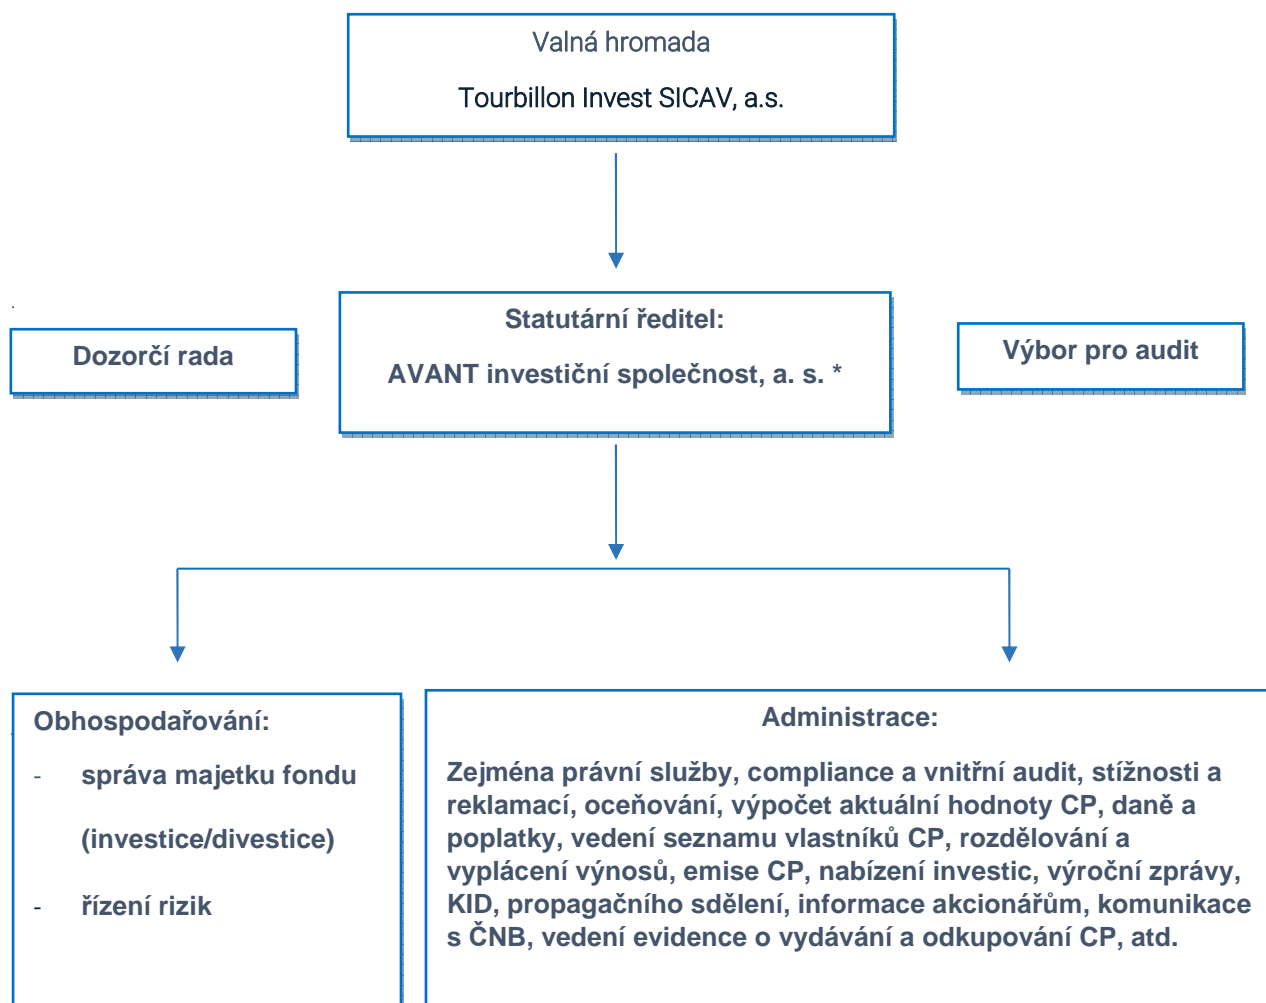 Valná hromada
Tourbillon Invest SICAV, a.s.
.
Dozorčí rada
Statutární ředitel:
AVANT investiční společnost, a. s. *
Výbor pro audit
Obhospodařování:
- správa majetku fondu
(investice/divestice)
- řízení rizik
Administrace:
Zejména právní služby, compliance a vnitřní audit, stížnosti a
reklamací, oceňování, výpočet aktuální hodnoty CP, daně a
poplatky, vedení seznamu vlastníků CP, rozdělování a
vyplácení výnosů, emise CP, nabízení investic, výroční zprávy,
KID, propagačního sdělení, informace akcionářům, komunikace
s ČNB, vedení evidence o vydávání a odkupování CP, atd.